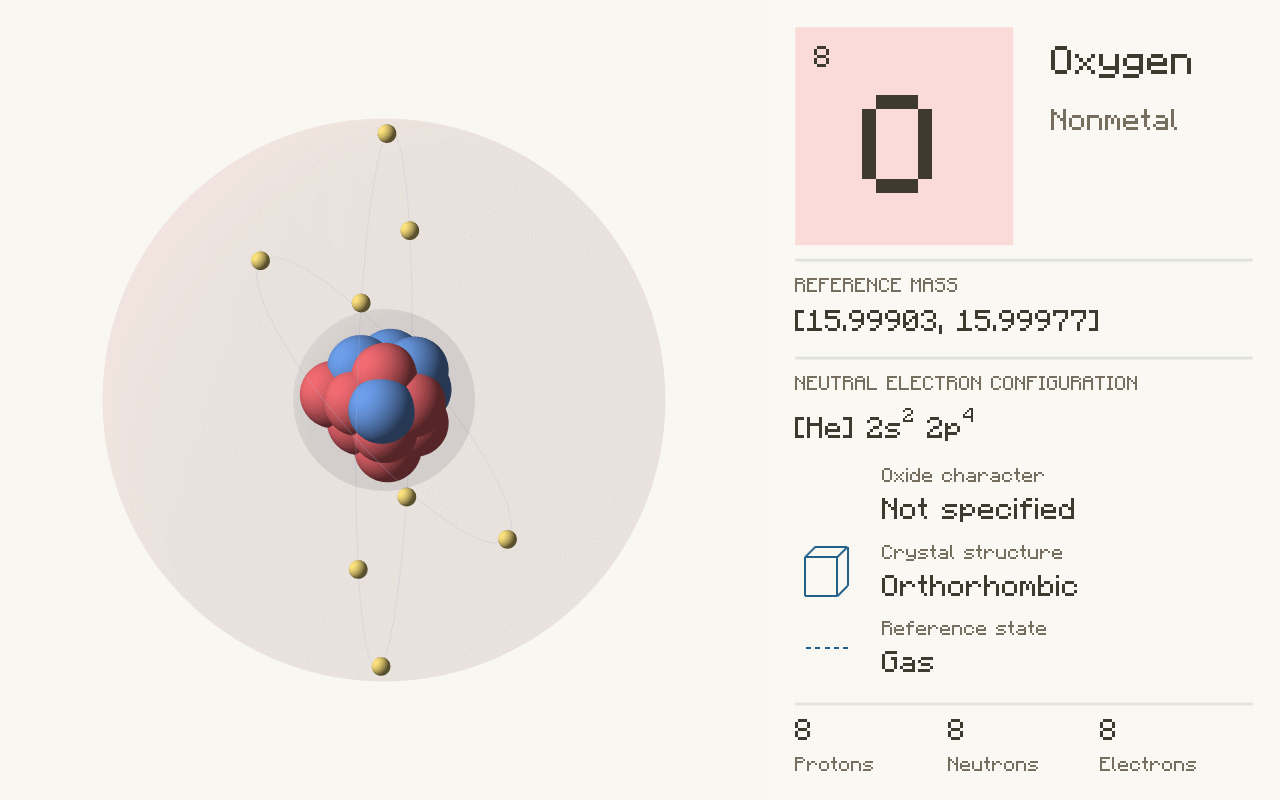 8
O
Oxygen
Nonmetal
REFERENCE MASS
[15.99903, 15.99977]
NEUTRAL ELECTRON CONFIGURATION
[He] 2s² 2p⁴
Oxide character
Not specified
Crystal structure
Orthorhombic
Reference state
Gas
8 8 8
Protons Neutrons Electrons